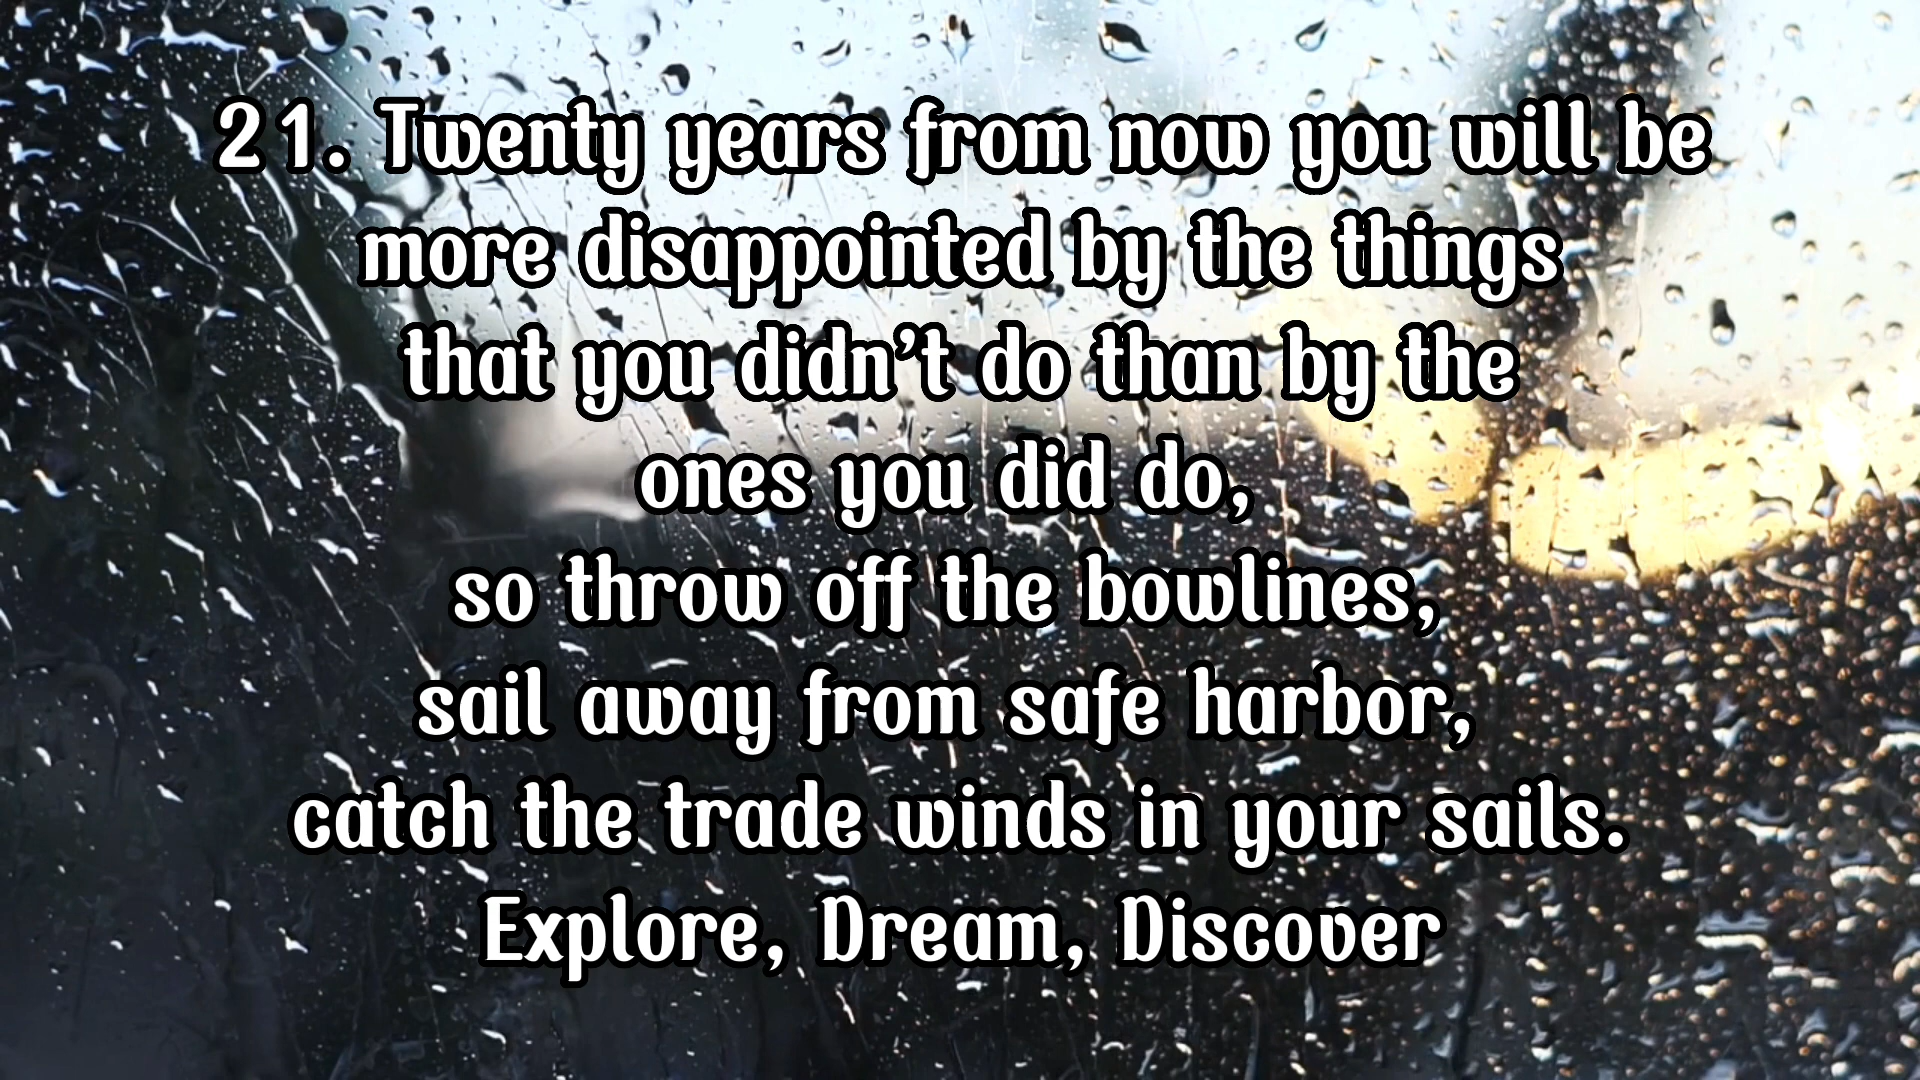 21. Twenty years from now you will be
more disappointed by the things
that you didn’t do than by the
ones you did do,
so throw off the bowlines,
sail away from safe harbor,
catch the trade winds in your sails.
Explore, Dream, Discover